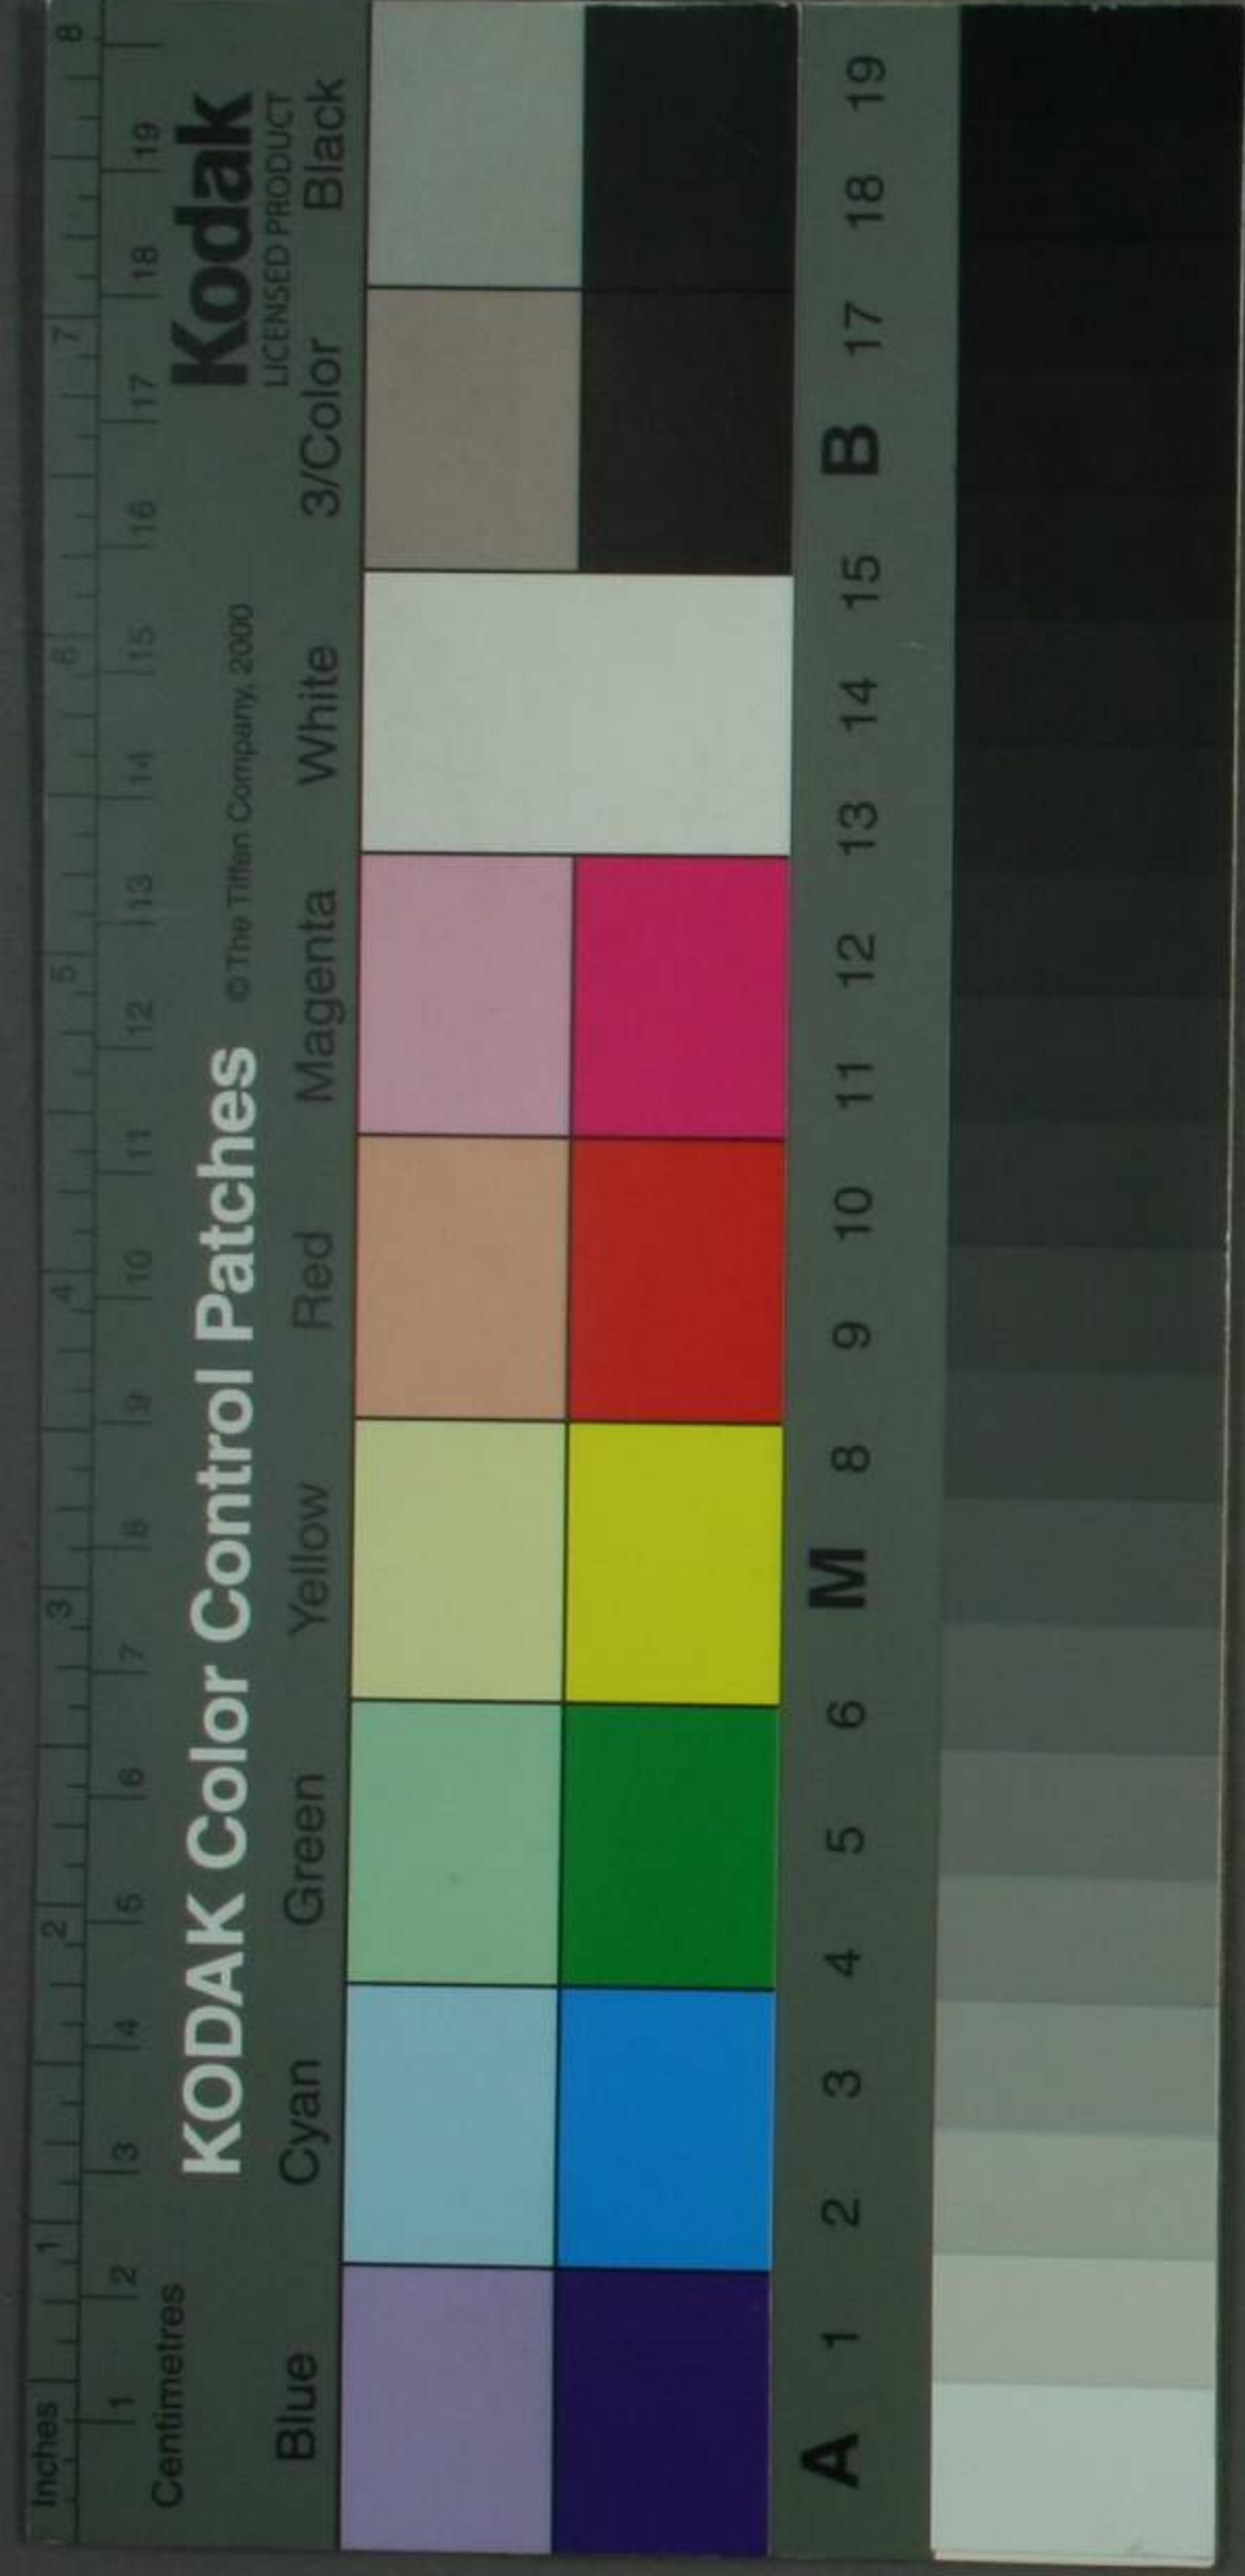 Inches 1 2 3 4 5 6 7 8
Centimetres 1 2 3 4 5 6 7 8 9 10 11 12 13 14 15 16 17 18 19
KODAK Color Control Patches © The Tiffen Company, 2000 Kodak
LICENSED PRODUCT
Blue Cyan Green Yellow Red Magenta White 3/Color Black
A 1 2 3 4 5 6 M 8 9 10 11 12 13 14 15 B 17 18 19